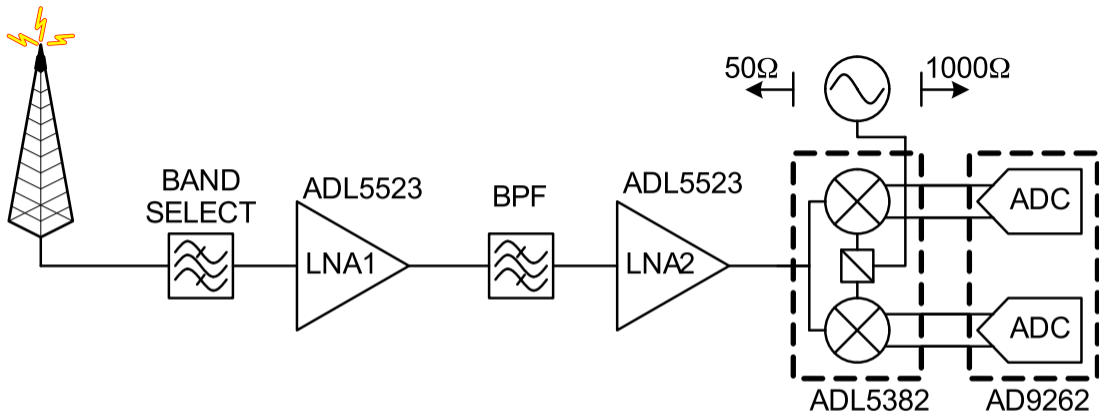 50Ω
1000Ω
BAND
SELECT
ADL5523
BPF
ADL5523
LNA1
LNA2
ADC
ADC
ADL5382
AD9262